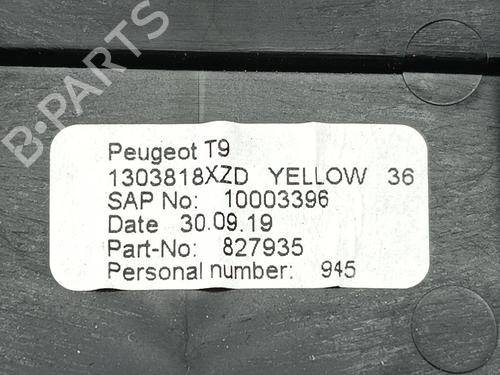 B-PARTS
Peugeot T9
1303818XZD YELLOW 36
SAP No: 10003396
Date 30.09.19
Part-No: 827935
Personal number: 945